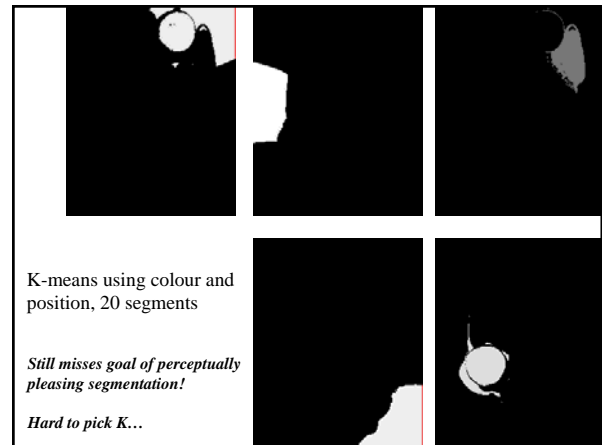 K-means using colour and
position, 20 segments
Still misses goal of perceptually
pleasing segmentation!
Hard to pick K…